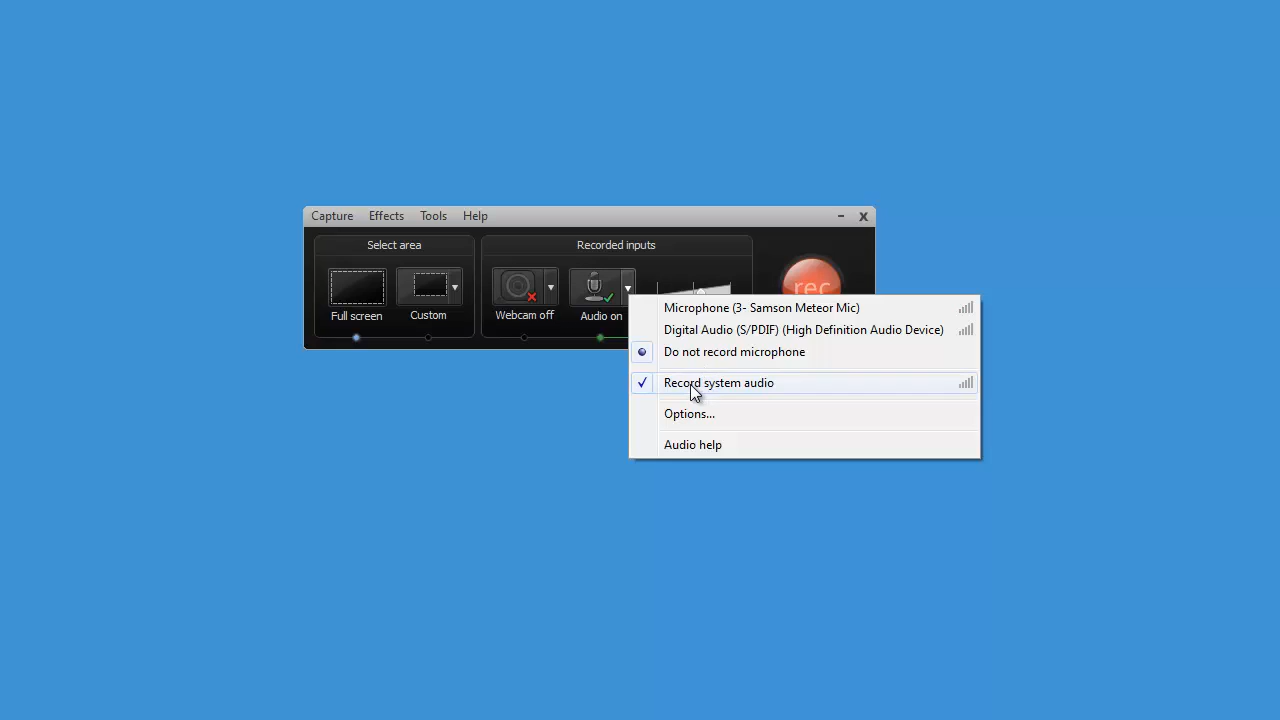 Capture Effects Tools Help
Select area
Recorded inputs
Full screen
Custom
Webcam off
Audio on
rec
Microphone (3- Samson Meteor Mic)
Digital Audio (S/PDIF) (High Definition Audio Device)
Do not record microphone
Record system audio
Options...
Audio help